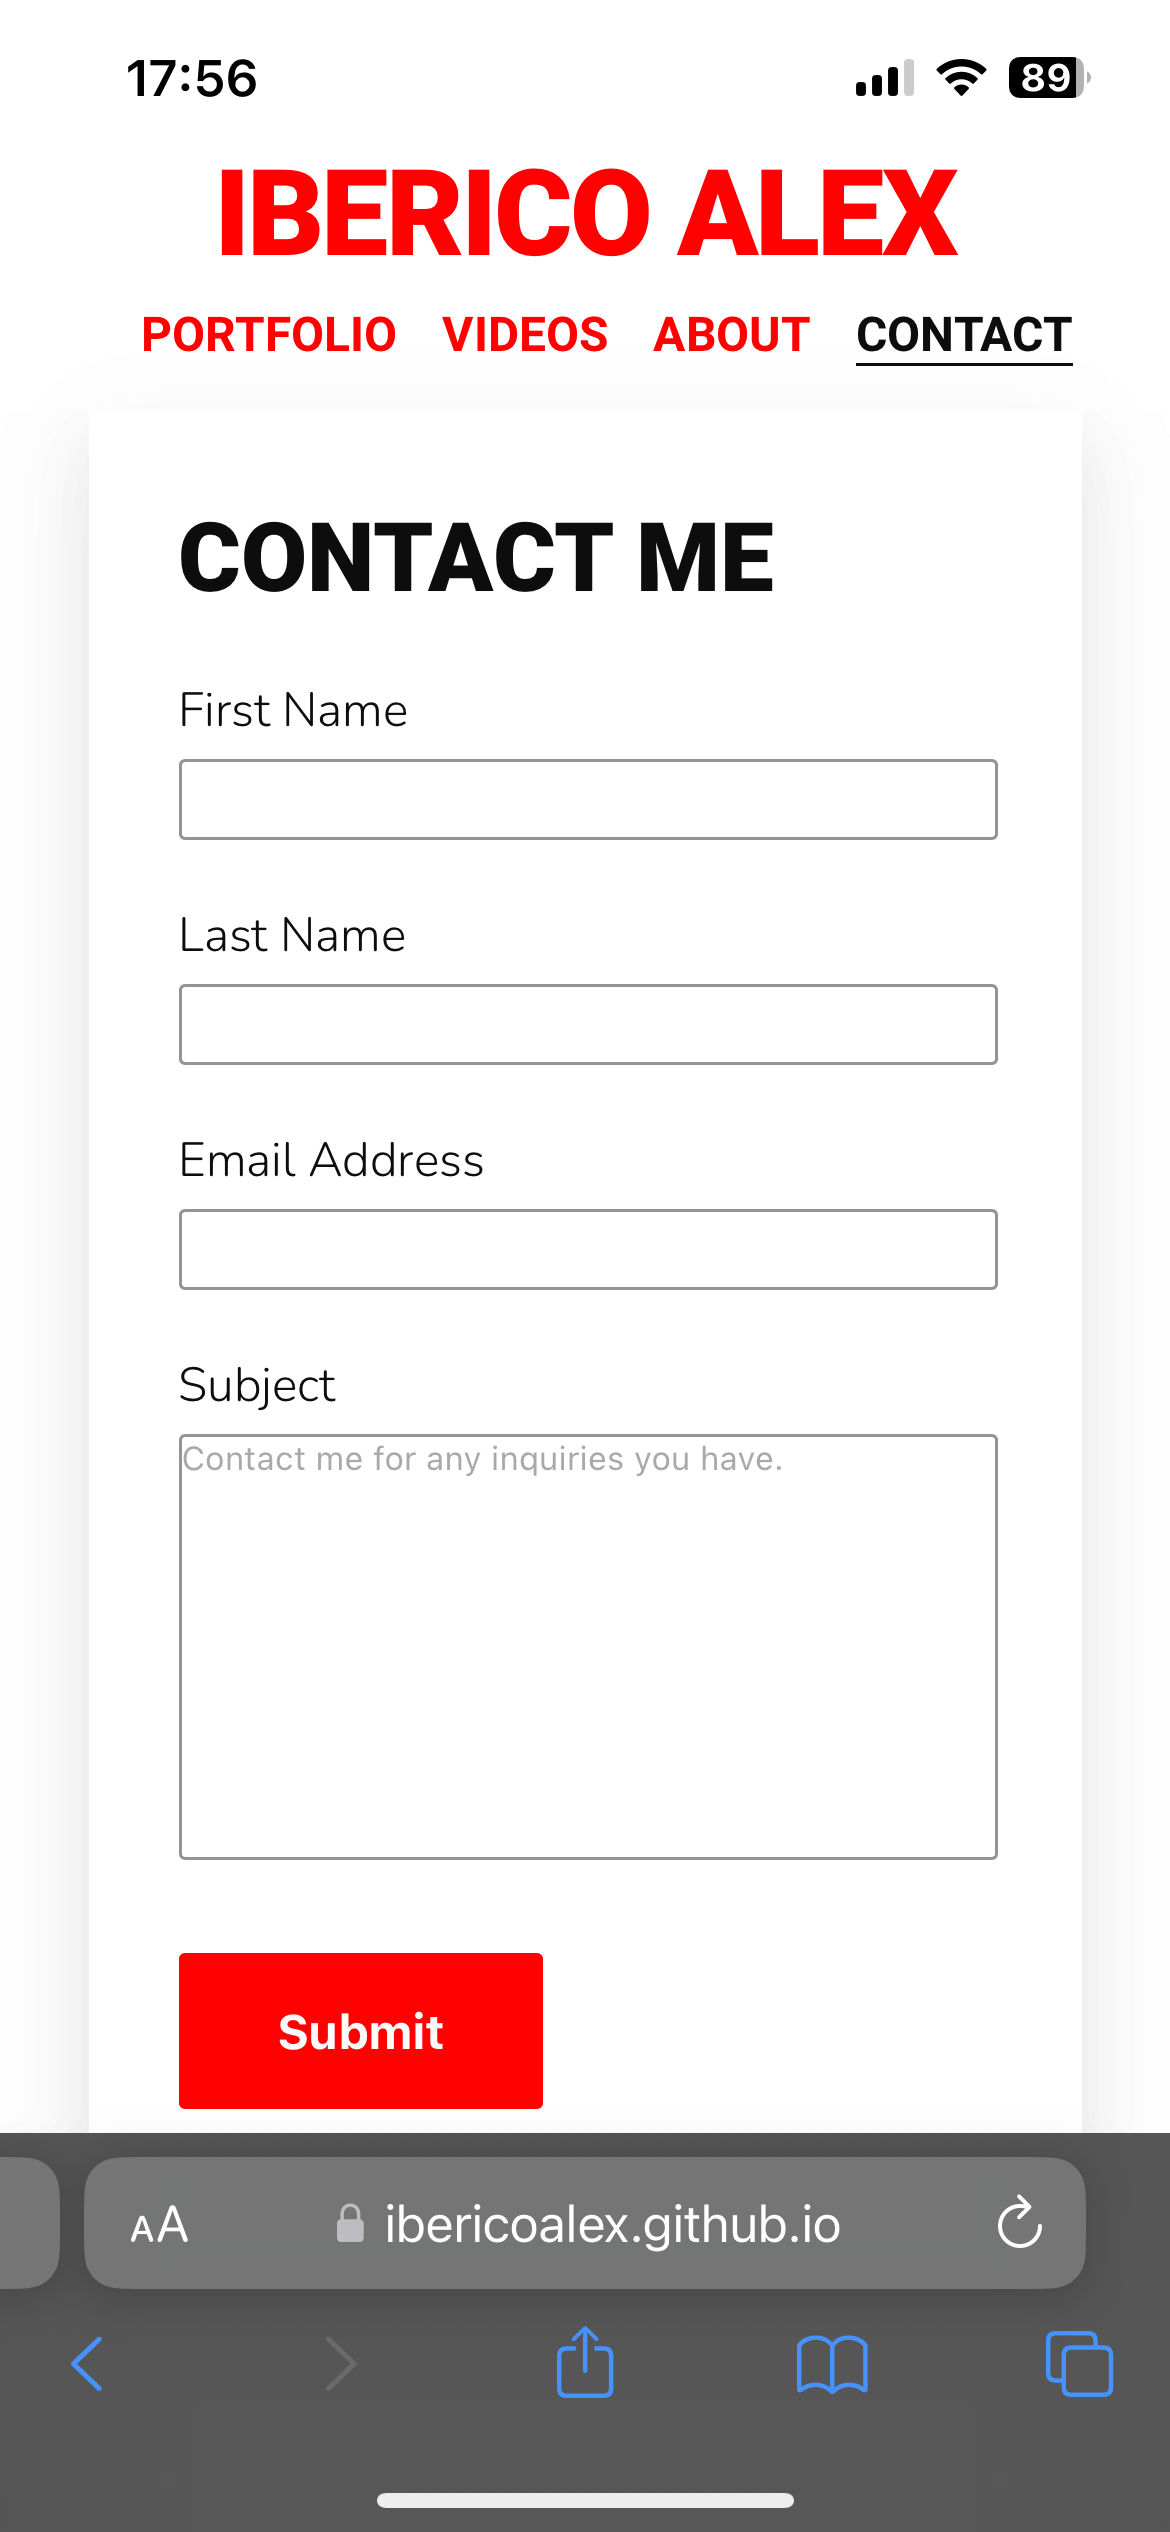 17:56
89
IBERICO ALEX
PORTFOLIO VIDEOS ABOUT CONTACT
CONTACT ME
First Name
Last Name
Email Address
Subject
Contact me for any inquiries you have.
Submit
AA ibericoalex.github.io